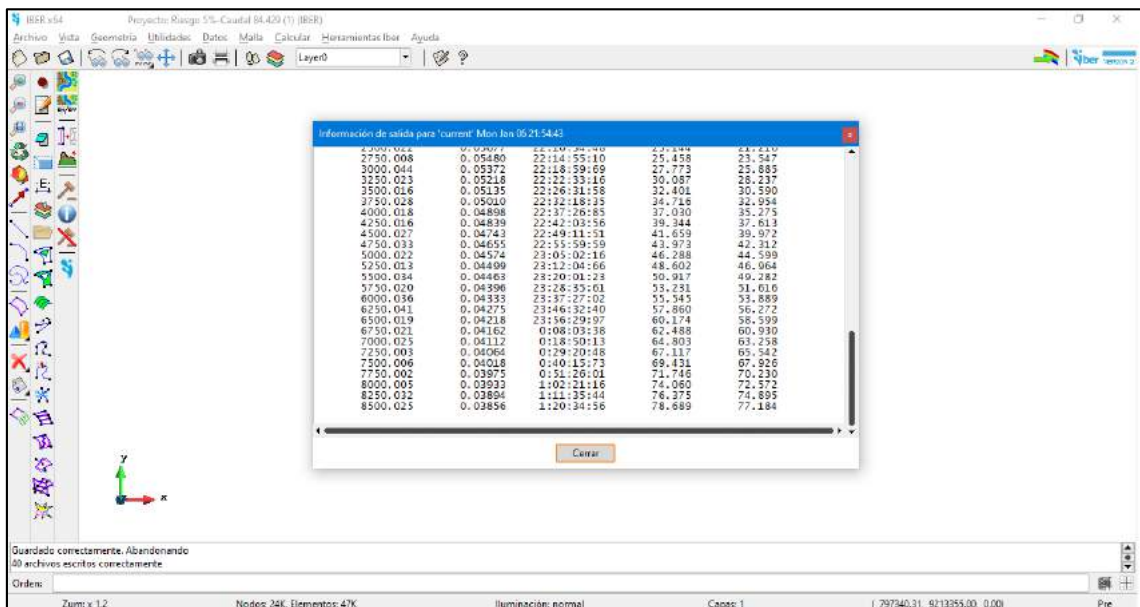 IBER x64 Proyecto: Riesgo 5%-Caudal 84.429 (1) (IBER)
Archivo Vista Geometría Utilidades Datos Malla Calcular Herramientas Iber Ayuda
Layer0
Iber
Información de salida para 'current' Mon Jan 06 21:54:43
2750.008 0.05480 22:14:55:10 25.458 23.547
3000.044 0.05372 22:18:59:69 27.773 25.885
3250.023 0.05218 22:22:33:16 30.087 28.237
3500.016 0.05135 22:26:31:58 32.401 30.590
3750.028 0.05010 22:32:18:35 34.716 32.954
4000.018 0.04898 22:37:26:85 37.030 35.275
4250.016 0.04839 22:42:03:56 39.344 37.613
4500.027 0.04743 22:49:11:51 41.659 39.972
4750.033 0.04655 22:55:59:59 43.973 42.312
5000.022 0.04574 23:05:02:16 46.288 44.599
5250.013 0.04499 23:12:04:66 48.602 46.964
5500.034 0.04463 23:20:01:23 50.917 49.282
5750.020 0.04396 23:28:35:61 53.231 51.616
6000.036 0.04333 23:37:27:02 55.545 53.889
6250.041 0.04275 23:46:32:40 57.860 56.272
6500.019 0.04218 23:56:29:97 60.174 58.599
6750.021 0.04162 0:08:03:38 62.488 60.930
7000.025 0.04112 0:18:50:13 64.803 63.258
7250.003 0.04064 0:29:20:48 67.117 65.542
7500.006 0.04018 0:40:15:73 69.431 67.926
7750.002 0.03975 0:51:26:01 71.746 70.230
8000.005 0.03933 1:02:21:16 74.060 72.572
8250.032 0.03894 1:11:35:44 76.375 74.895
8500.025 0.03856 1:20:34:56 78.689 77.184
Cerrar
y
x
Guardado correctamente. Abandonando
40 archivos escritos correctamente
Orden:
Zum: x 1.2 Nodos: 24K, Elementos: 47K Iluminación: normal Capas: 1 ( 797340.31, 9213355.00, 0.00) Pre